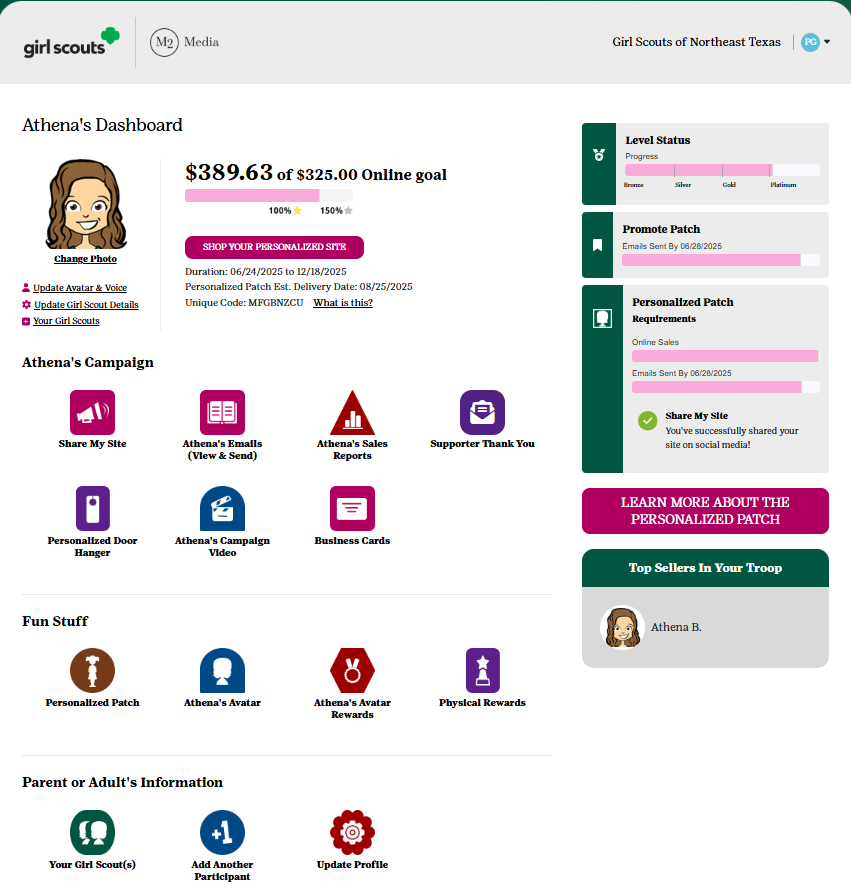 girl scouts
M2 Media
Girl Scouts of Northeast Texas
PG
Athena's Dashboard
Change Photo
Update Avatar & Voice
Update Girl Scout Details
Your Girl Scouts
$389.63 of $325.00 Online goal
100% 150%
SHOP YOUR PERSONALIZED SITE
Duration: 06/24/2025 to 12/18/2025
Personalized Patch Est. Delivery Date: 08/25/2025
Unique Code: MFGBNZCU What is this?
Athena's Campaign
Share My Site
Athena's Emails
(View & Send)
Athena's Sales
Reports
Supporter Thank You
Personalized Door
Hanger
Athena's Campaign
Video
Business Cards
Fun Stuff
Personalized Patch
Athena's Avatar
Athena's Avatar
Rewards
Physical Rewards
Parent or Adult's Information
Your Girl Scout(s)
+1
Add Another
Participant
Update Profile
Level Status
Progress
Bronze Silver Gold Platinum
Promote Patch
Emails Sent By 06/28/2025
Personalized Patch
Requirements
Online Sales
Emails Sent By 06/28/2025
Share My Site
You've successfully shared your
site on social media!
LEARN MORE ABOUT THE
PERSONALIZED PATCH
Top Sellers In Your Troop
Athena B.